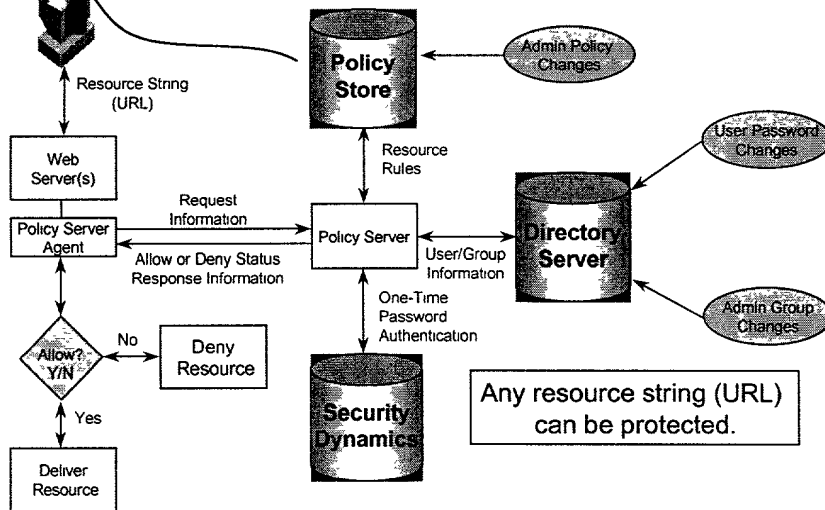 Policy
Store
Admin Policy
Changes
Resource String
(URL)
User Password
Changes
Web
Server(s)
Resource
Rules
Request
Information
Policy Server
Agent
Policy Server
Directory
Server
Allow or Deny Status
Response Information
User/Group
Information
One-Time
Password
Authentication
Admin Group
Changes
Allow?
Y/N
No
Deny
Resource
Security
Dynamics
Any resource string (URL)
can be protected.
Yes
Deliver
Resource